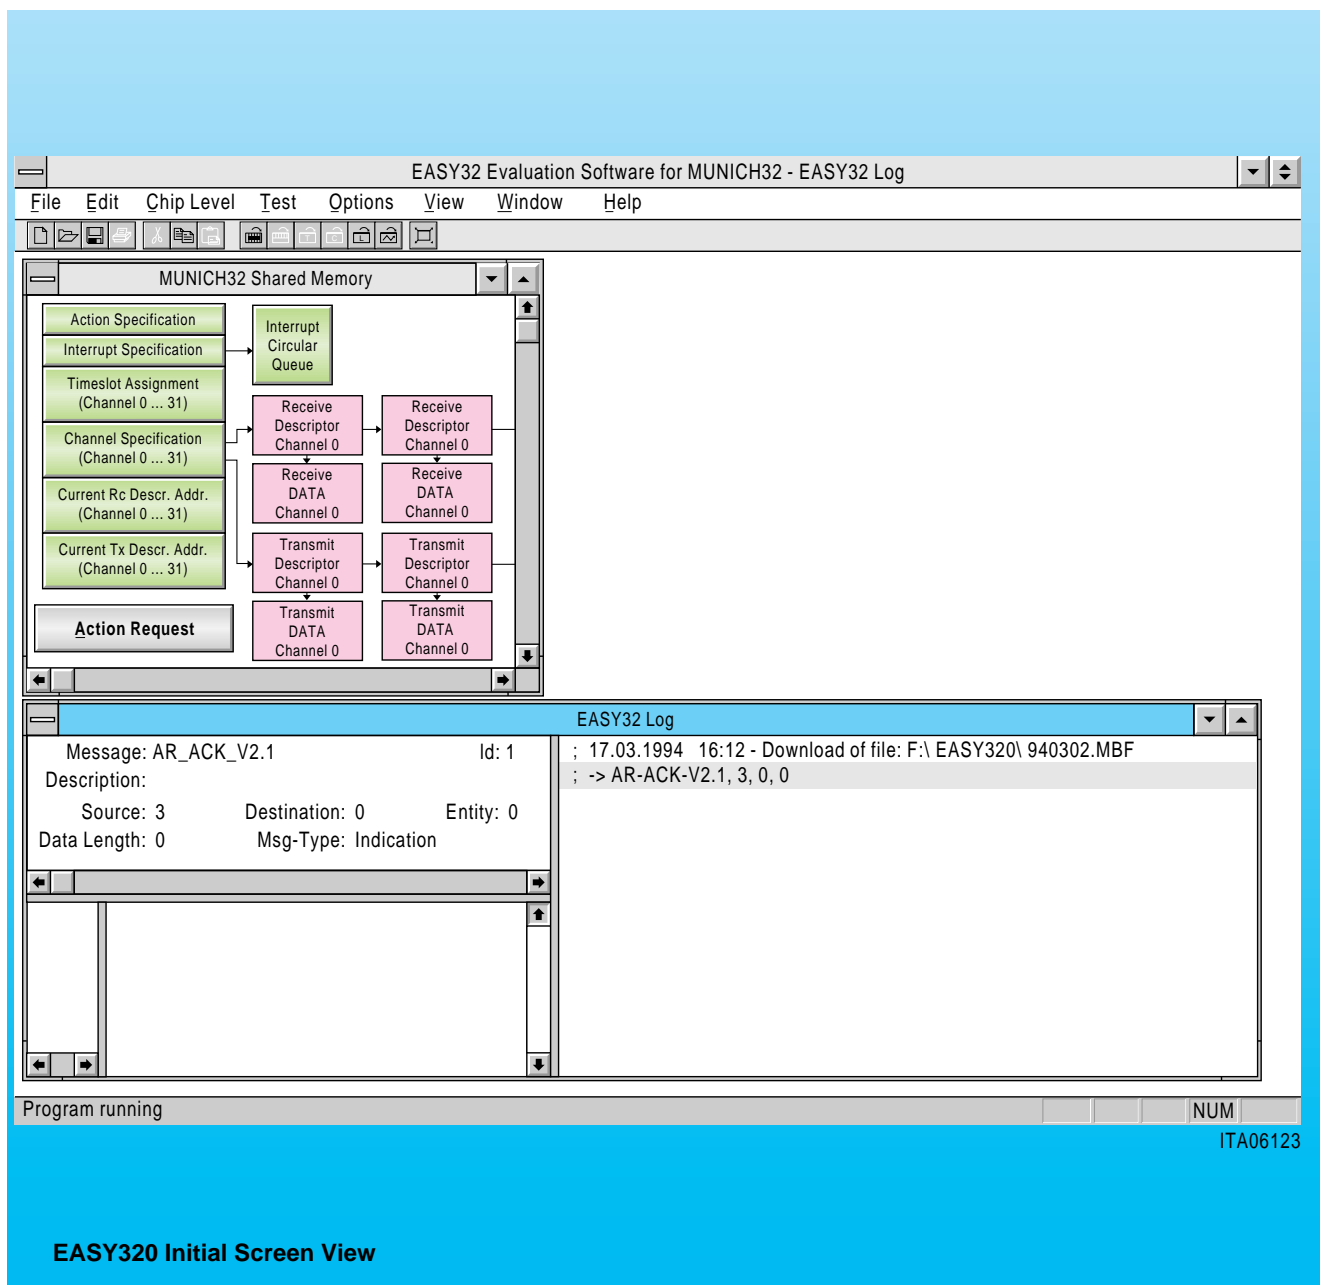 EASY32 Evaluation Software for MUNICH32 - EASY32 Log
File Edit Chip Level Test Options View Window Help
MUNICH32 Shared Memory
Action Specification
Interrupt Specification
Timeslot Assignment
(Channel 0 ... 31)
Channel Specification
(Channel 0 ... 31)
Current Rc Descr. Addr.
(Channel 0 ... 31)
Current Tx Descr. Addr.
(Channel 0 ... 31)
Action Request
Interrupt
Circular
Queue
Receive
Descriptor
Channel 0
Receive
Descriptor
Channel 0
Receive
DATA
Channel 0
Receive
DATA
Channel 0
Transmit
Descriptor
Channel 0
Transmit
Descriptor
Channel 0
Transmit
DATA
Channel 0
Transmit
DATA
Channel 0
EASY32 Log
Message: AR_ACK_V2.1 Id: 1
Description:
Source: 3 Destination: 0 Entity: 0
Data Length: 0 Msg-Type: Indication
; 17.03.1994 16:12 - Download of file: F:\ EASY320\ 940302.MBF
; -> AR-ACK-V2.1, 3, 0, 0
Program running NUM
ITA06123
EASY320 Initial Screen View